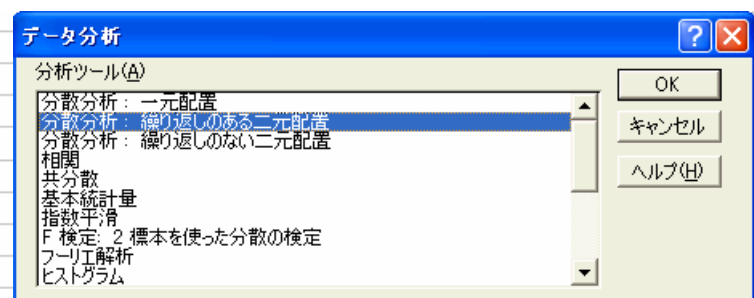 データ分析
分析ツール(A)
分散分析： 一元配置
分散分析： 繰り返しのある二元配置
分散分析： 繰り返しのない二元配置
相関
共分散
基本統計量
指数平滑
F 検定: 2 標本を使った分散の検定
フーリエ解析
ヒストグラム
OK
キャンセル
ヘルプ(H)